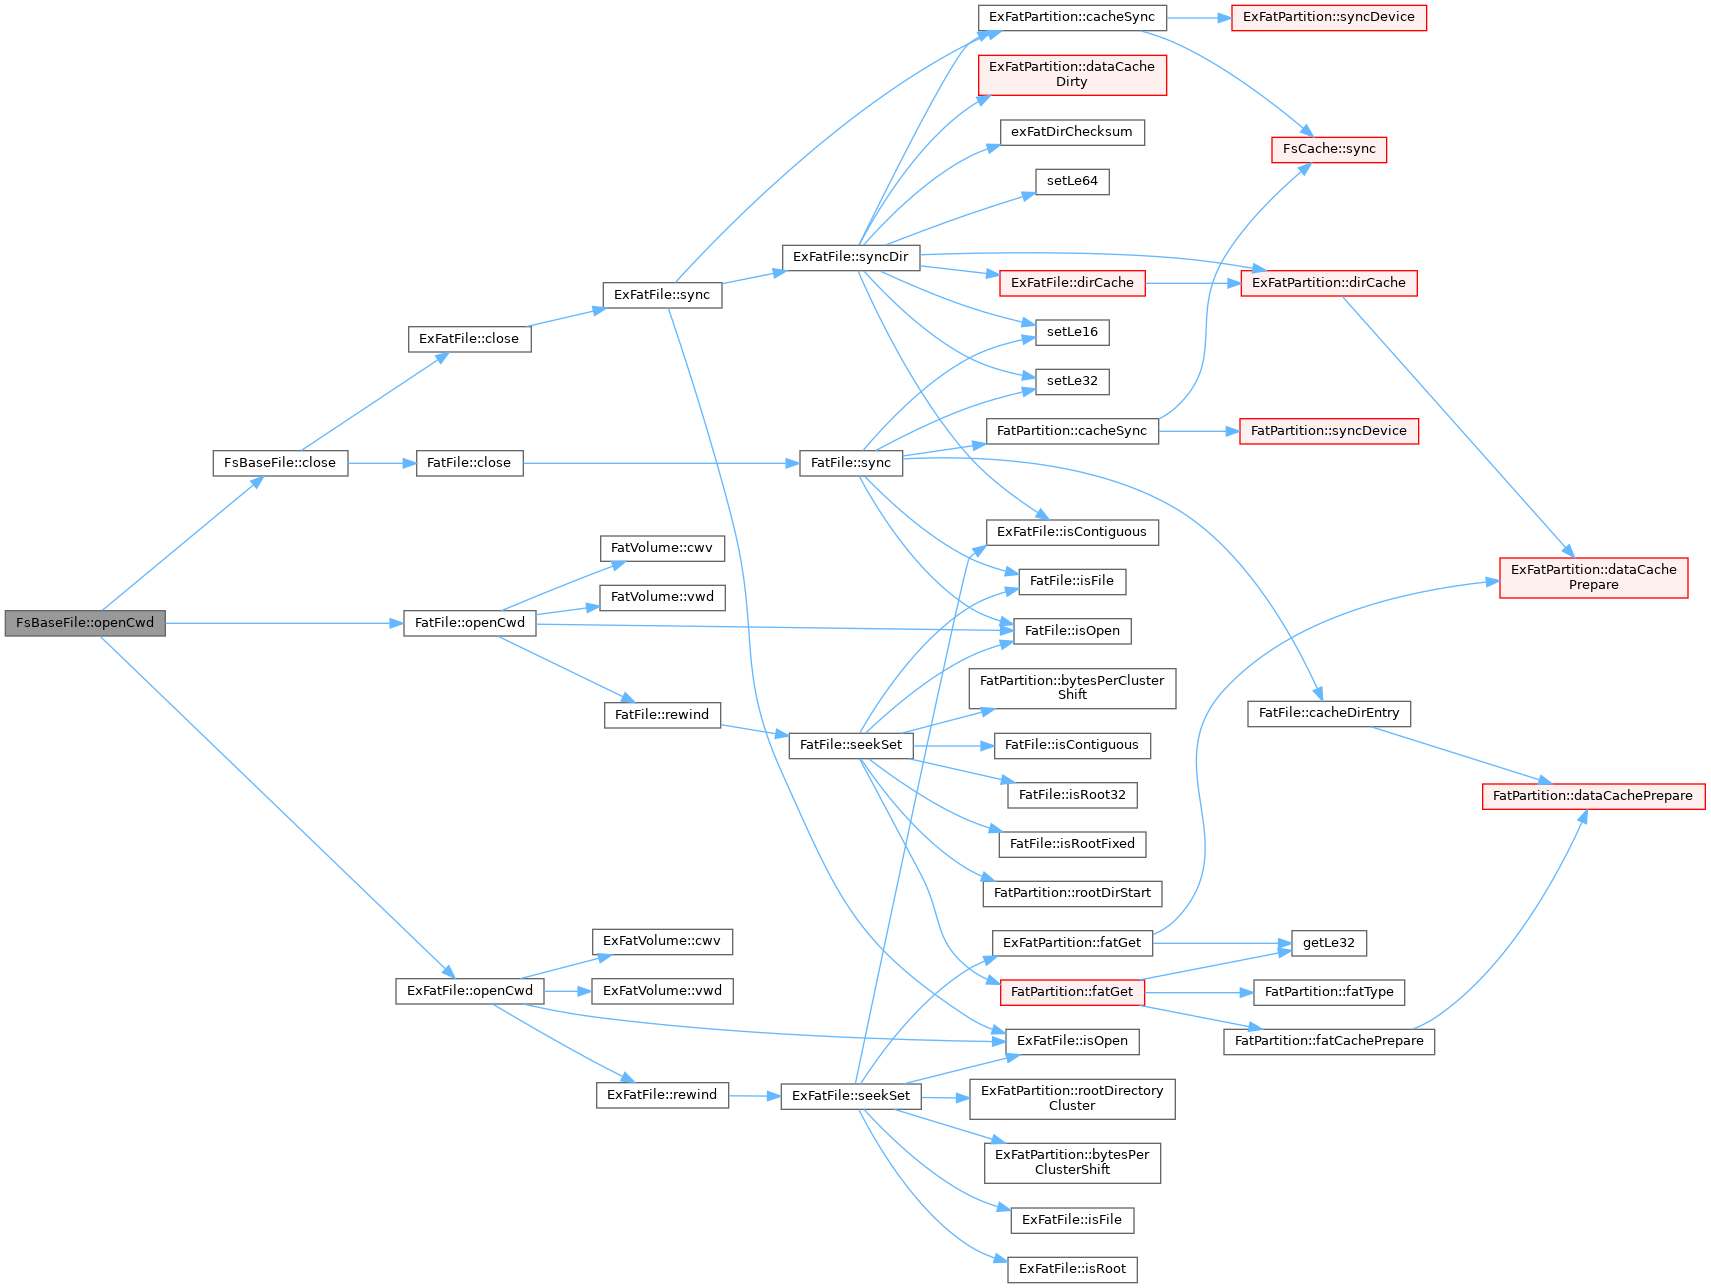 FsBaseFile::openCwd
FsBaseFile::close
ExFatFile::close
FatFile::close
FatFile::openCwd
ExFatFile::openCwd
ExFatFile::sync
FatVolume::cwv
FatVolume::vwd
FatFile::rewind
ExFatVolume::cwv
ExFatVolume::vwd
ExFatFile::rewind
ExFatFile::syncDir
FatFile::sync
FatFile::seekSet
ExFatFile::seekSet
ExFatPartition::cacheSync
ExFatPartition::dataCache
Dirty
exFatDirChecksum
setLe64
ExFatFile::dirCache
setLe16
setLe32
FatPartition::cacheSync
ExFatFile::isContiguous
FatFile::isFile
FatFile::isOpen
FatPartition::bytesPerCluster
Shift
FatFile::isContiguous
FatFile::isRoot32
FatFile::isRootFixed
FatPartition::rootDirStart
ExFatPartition::fatGet
FatPartition::fatGet
ExFatFile::isOpen
ExFatPartition::rootDirectory
Cluster
ExFatPartition::bytesPer
ClusterShift
ExFatFile::isFile
ExFatFile::isRoot
ExFatPartition::syncDevice
FsCache::sync
ExFatPartition::dirCache
FatPartition::syncDevice
FatFile::cacheDirEntry
getLe32
FatPartition::fatType
FatPartition::fatCachePrepare
ExFatPartition::dataCache
Prepare
FatPartition::dataCachePrepare